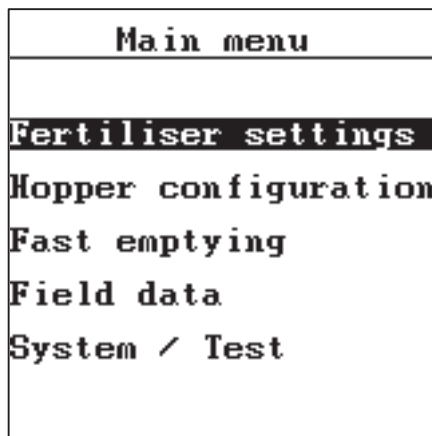 Main menu
Fertiliser settings
Hopper configuration
Fast emptying
Field data
System / Test